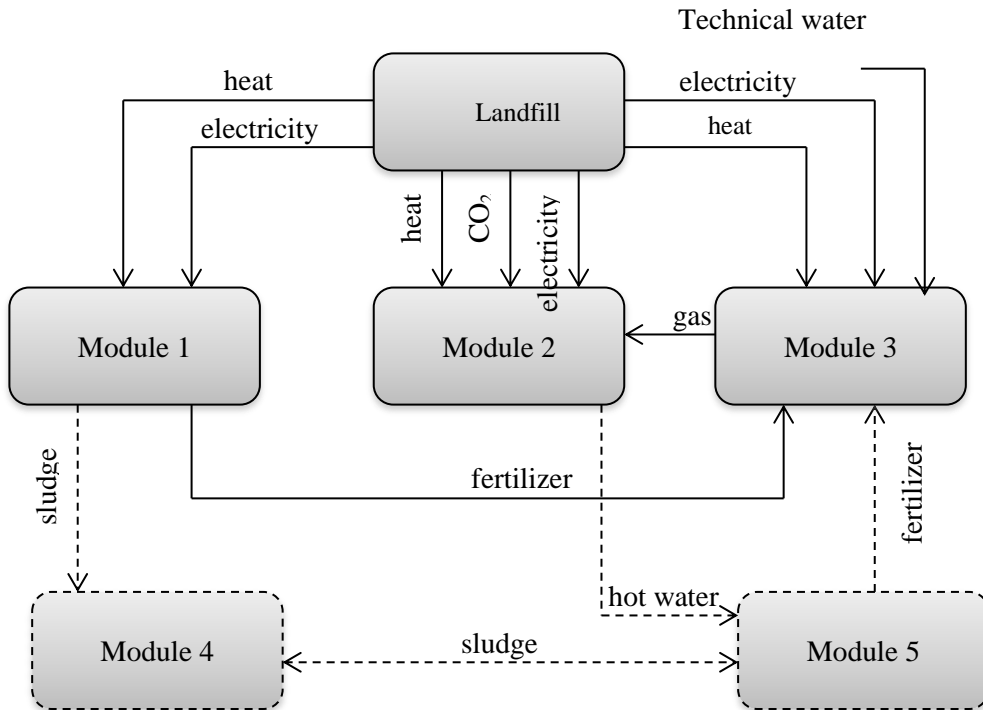 Technical water
heat
electricity
Landfill
electricity
heat
heat
CO₂
electricity
Module 1
Module 2
gas
Module 3
sludge
fertilizer
fertilizer
hot water
Module 4
sludge
Module 5